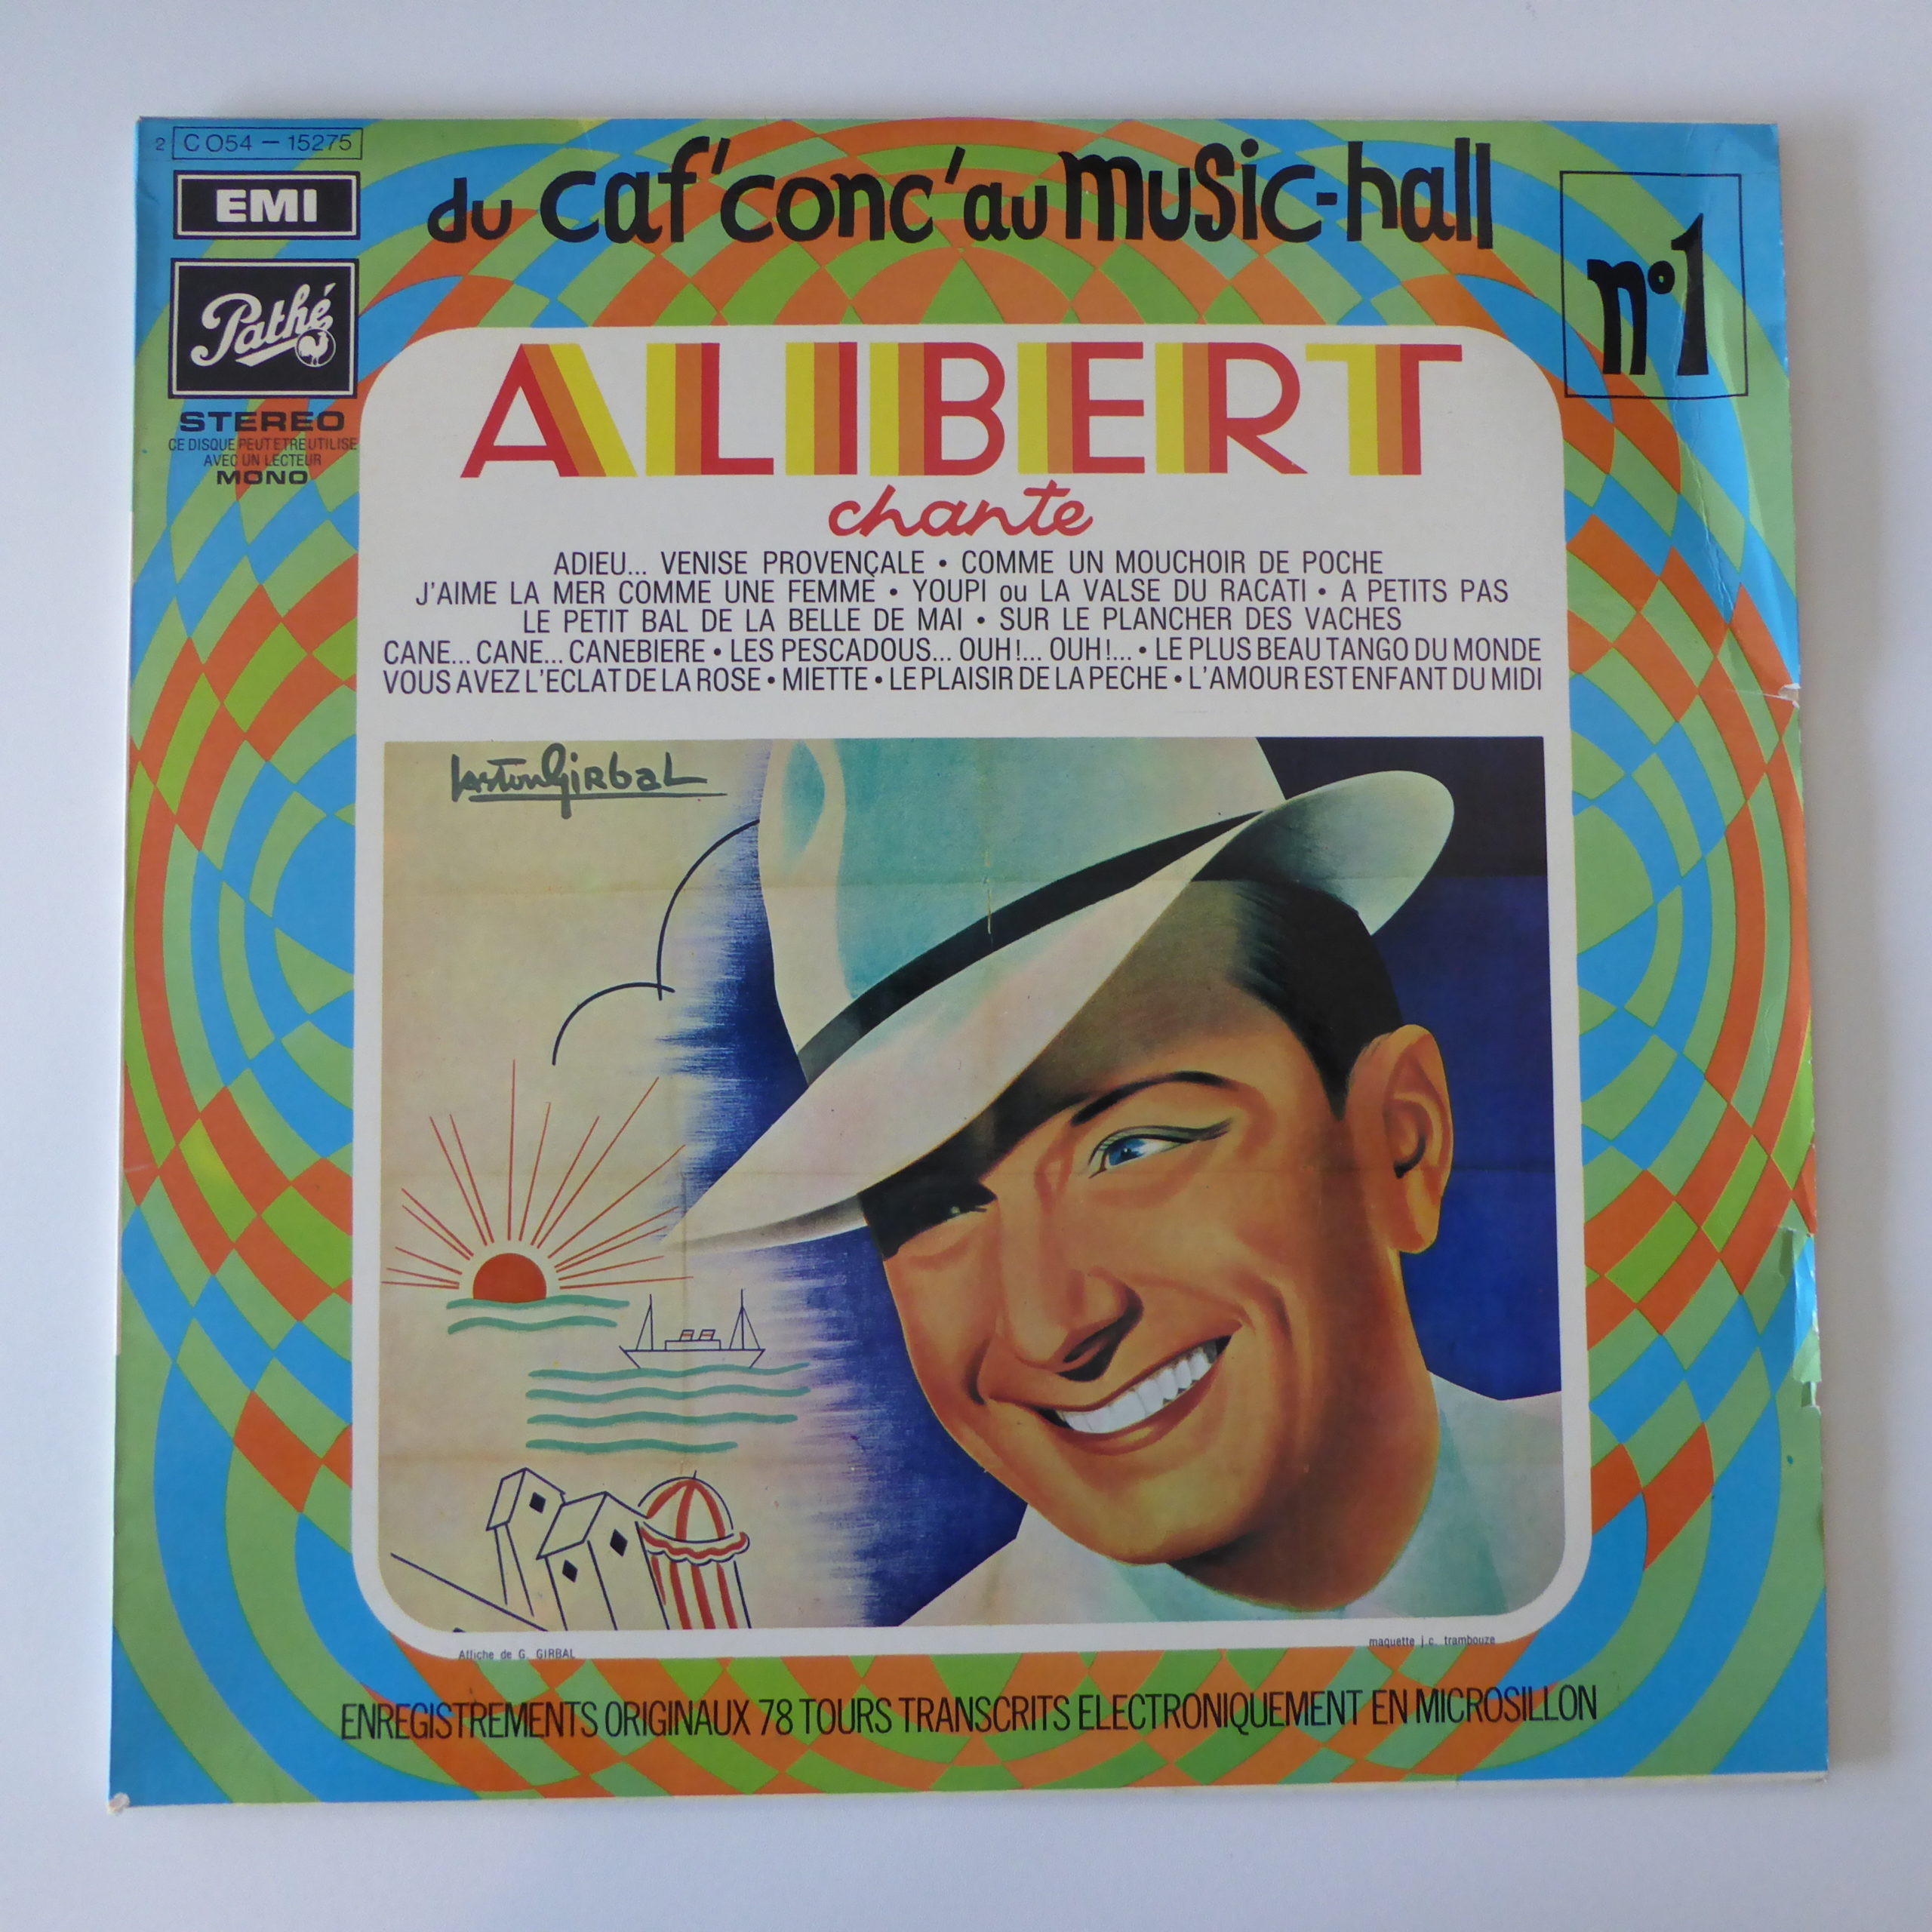 2 C 054 – 15275
EMI
Pathé
STEREO
CE DISQUE PEUT ETRE UTILISE
AVEC UN LECTEUR
MONO
du caf'conc' au music-hall
n° 1
ALIBERT
chante
ADIEU... VENISE PROVENÇALE • COMME UN MOUCHOIR DE POCHE
J'AIME LA MER COMME UNE FEMME • YOUPI ou LA VALSE DU RACATI • A PETITS PAS
LE PETIT BAL DE LA BELLE DE MAI • SUR LE PLANCHER DES VACHES
CANE... CANE... CANEBIERE • LES PESCADOUS... OUH!... OUH!... • LE PLUS BEAU TANGO DU MONDE
VOUS AVEZ L'ECLAT DE LA ROSE • MIETTE • LE PLAISIR DE LA PECHE • L'AMOUR EST ENFANT DU MIDI
Gaston Girbal
Affiche de G. GIRBAL
maquette j.c. trambouze
ENREGISTREMENTS ORIGINAUX 78 TOURS TRANSCRITS ELECTRONIQUEMENT EN MICROSILLON